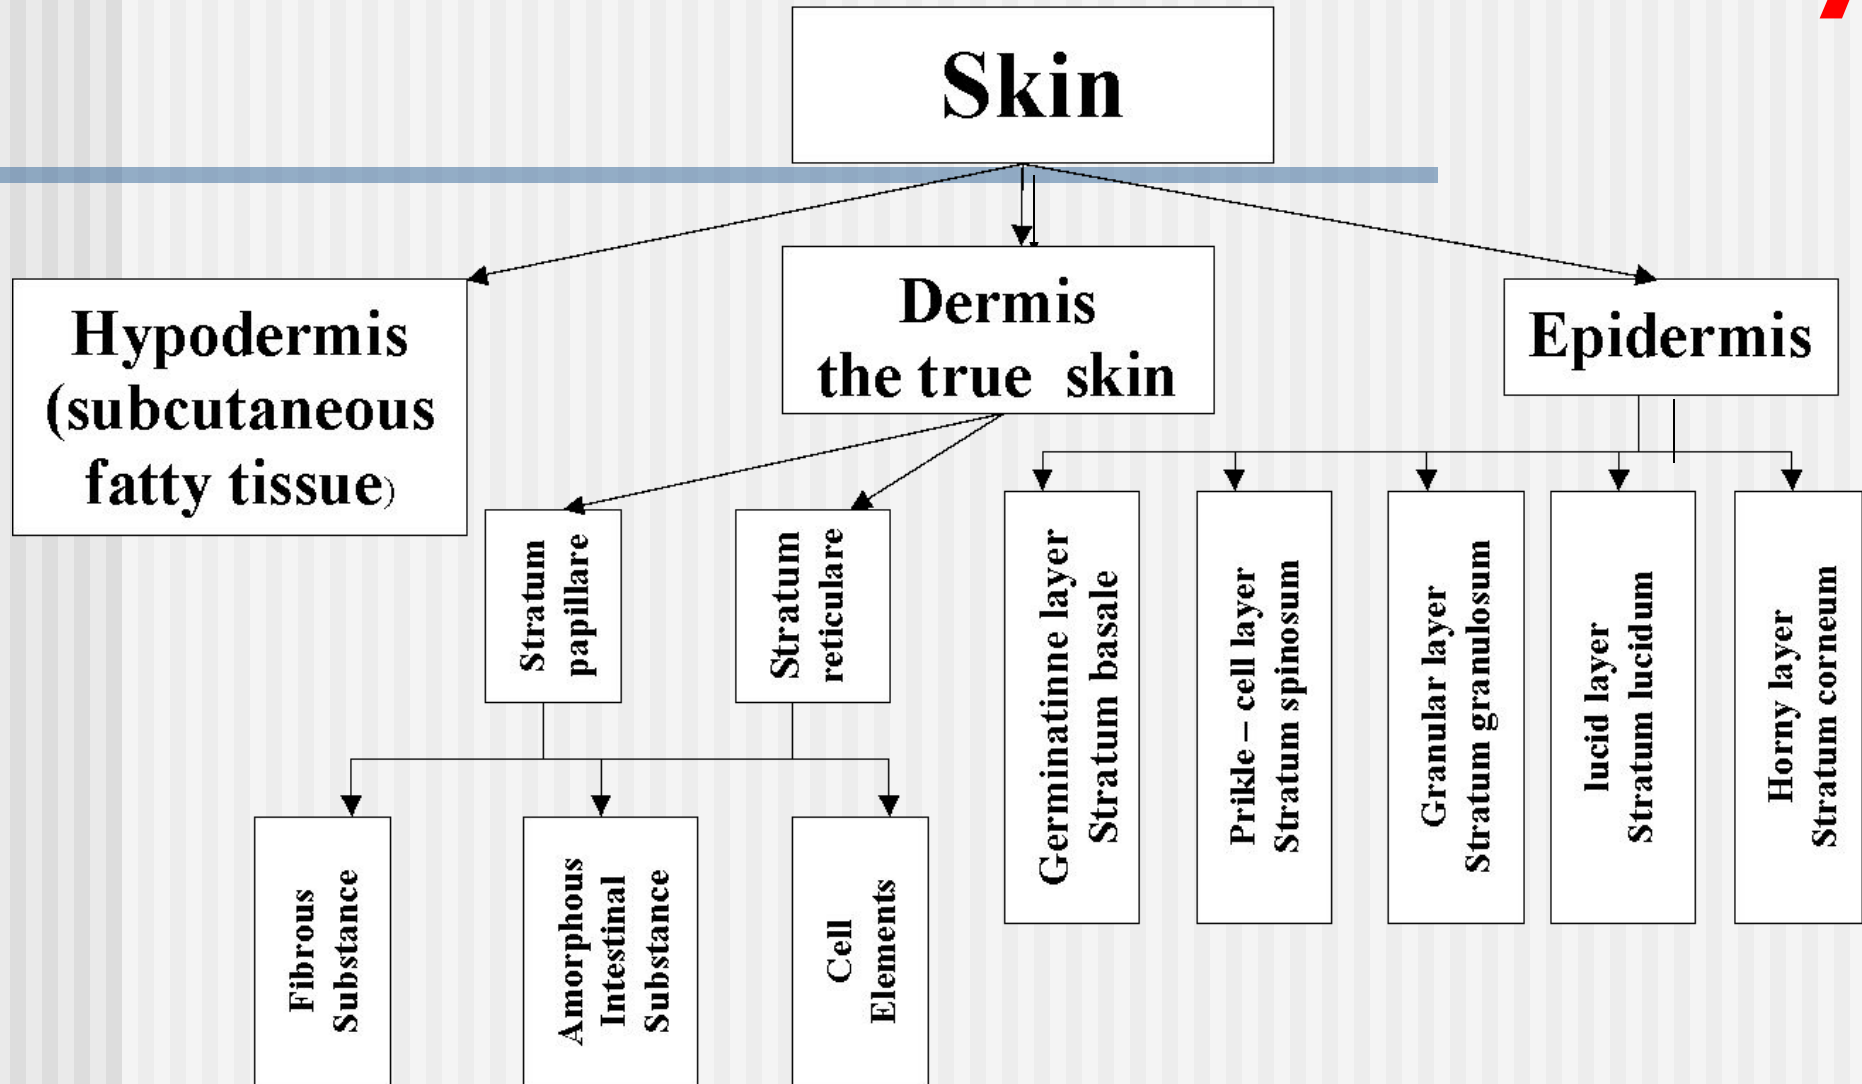 Skin
Hypodermis
(subcutaneous
fatty tissue)
Dermis
the true skin
Epidermis
Stratum
papillare
Stratum
reticulare
Germinatinne layer
Stratum basale
Prikle – cell layer
Stratum spinosum
Granular layer
Stratum granulosum
lucid layer
Stratum lucidum
Horny layer
Stratum corneum
Fibrous
Substance
Amorphous
Intestinal
Substance
Cell
Elements